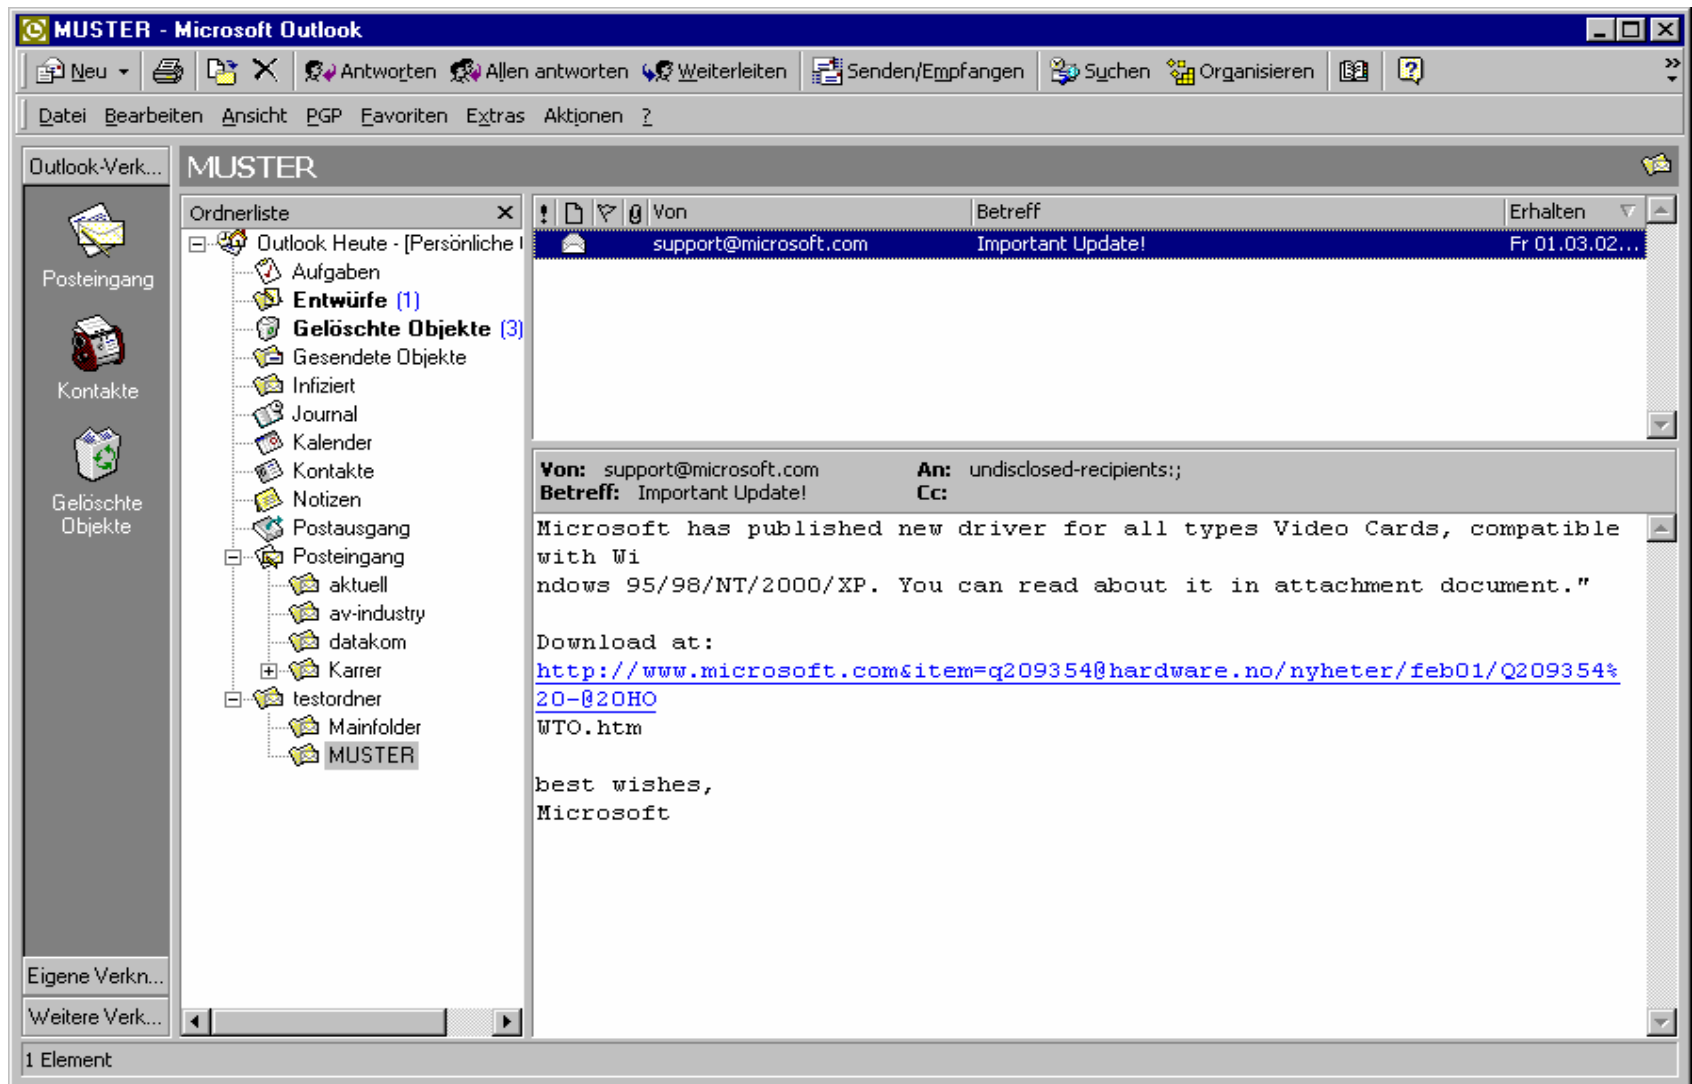 MUSTER - Microsoft Outlook
Neu Antworten Allen antworten Weiterleiten Senden/Empfangen Suchen Organisieren
Datei Bearbeiten Ansicht PGP Favoriten Extras Aktionen ?
Outlook-Verk...
Posteingang
Kontakte
Gelöschte
Objekte
Eigene Verkn...
Weitere Verk...
MUSTER
Ordnerliste
Outlook Heute - [Persönliche
Aufgaben
Entwürfe (1)
Gelöschte Objekte (3)
Gesendete Objekte
Infiziert
Journal
Kalender
Kontakte
Notizen
Postausgang
Posteingang
aktuell
av-industry
datakom
Karrer
testordner
Mainfolder
MUSTER
! Von Betreff Erhalten
support@microsoft.com Important Update! Fr 01.03.02...
Von: support@microsoft.com An: undisclosed-recipients:;
Betreff: Important Update! Cc:
Microsoft has published new driver for all types Video Cards, compatible
with Wi
ndows 95/98/NT/2000/XP. You can read about it in attachment document."
Download at:
http://www.microsoft.com&item=q209354@hardware.no/nyheter/feb01/Q209354%
20-@20HO
WTO.htm
best wishes,
Microsoft
1 Element